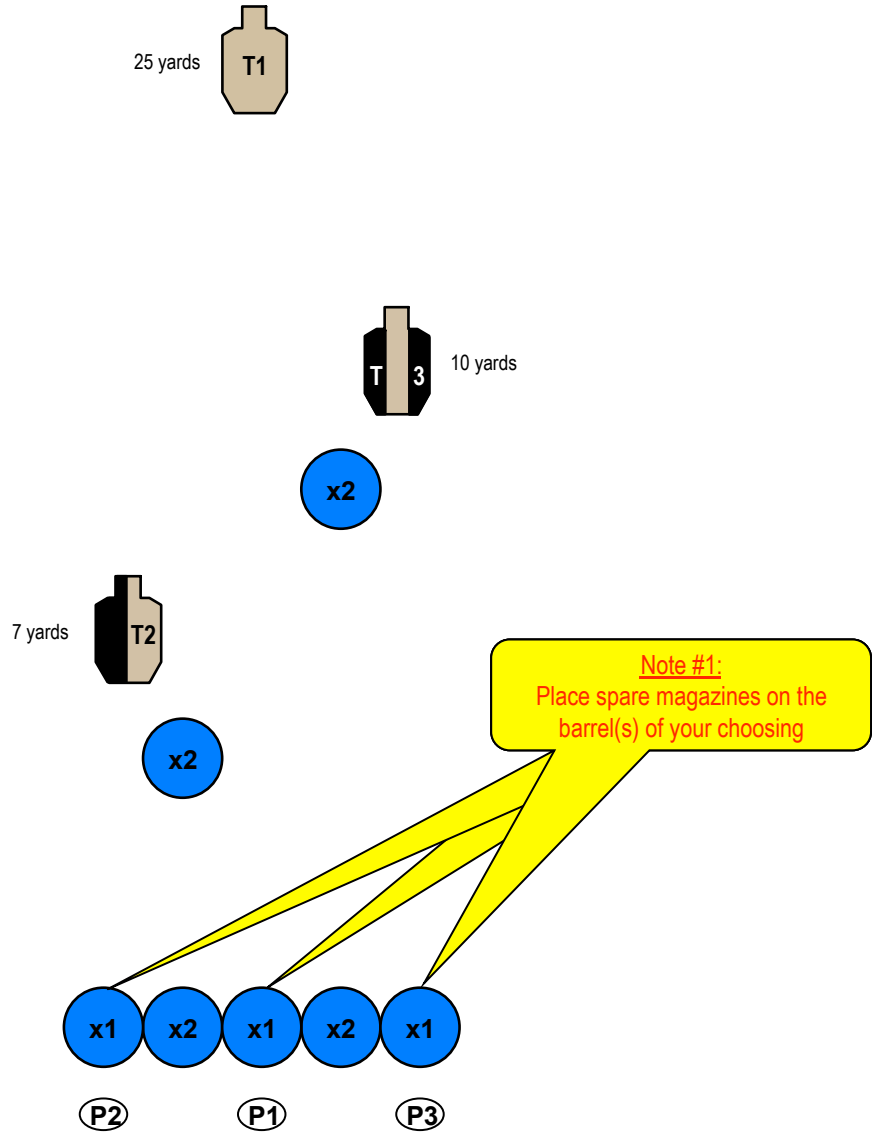 25 yards
T1
T 3
10 yards
x2
7 yards
T2
Note #1:
Place spare magazines on the
barrel(s) of your choosing
x2
x1 x2 x1 x2 x1
P2 P1 P3